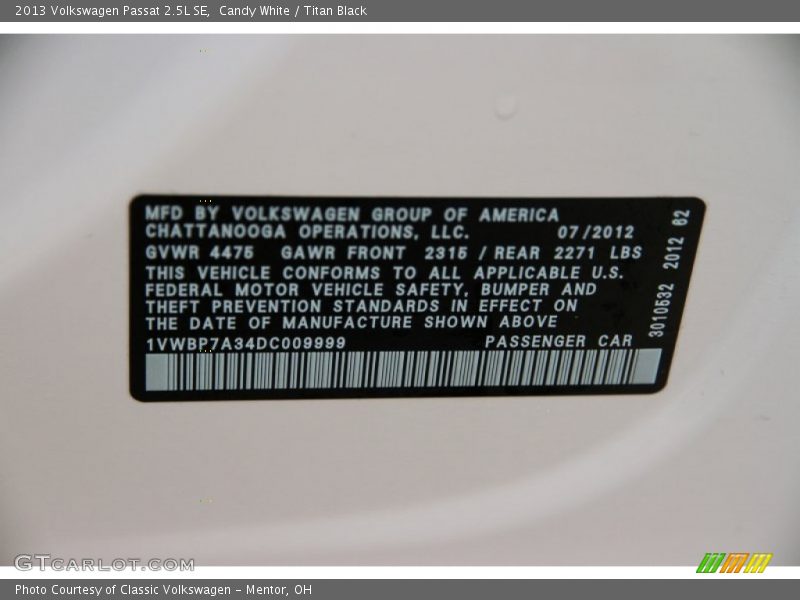 2013 Volkswagen Passat 2.5L SE,  Candy White / Titan Black
MFD BY VOLKSWAGEN GROUP OF AMERICA
CHATTANOOGA OPERATIONS, LLC. 07/2012
GVWR 4475 GAWR FRONT 2315 / REAR 2271 LBS
THIS VEHICLE CONFORMS TO ALL APPLICABLE U.S.
FEDERAL MOTOR VEHICLE SAFETY, BUMPER AND
THEFT PREVENTION STANDARDS IN EFFECT ON
THE DATE OF MANUFACTURE SHOWN ABOVE
1VWBP7A34DC009999 PASSENGER CAR
3010532 2012 62
GTCARLOT.COM
Photo Courtesy of Classic Volkswagen - Mentor, OH